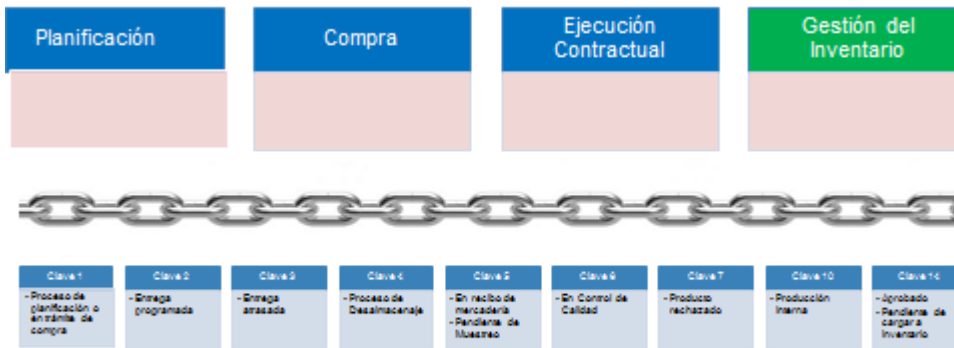 Planificación
Compra
Ejecución
Contractual
Gestión del
Inventario
Clave 1
- Proceso de
planificación o
en trámite de
compra
Clave 2
- Entrega
programada
Clave 3
- Entrega
atrasada
Clave 4
- Proceso de
Desalmacenaje
Clave 5
- En recibo de
mercadería
- Pendiente de
Muestreo
Clave 6
- En Control de
Calidad
Clave 7
- Producto
rechazado
Clave 10
- Producción
Interna
Clave 14
- Aprobado
- Pendiente de
cargar a
Inventario